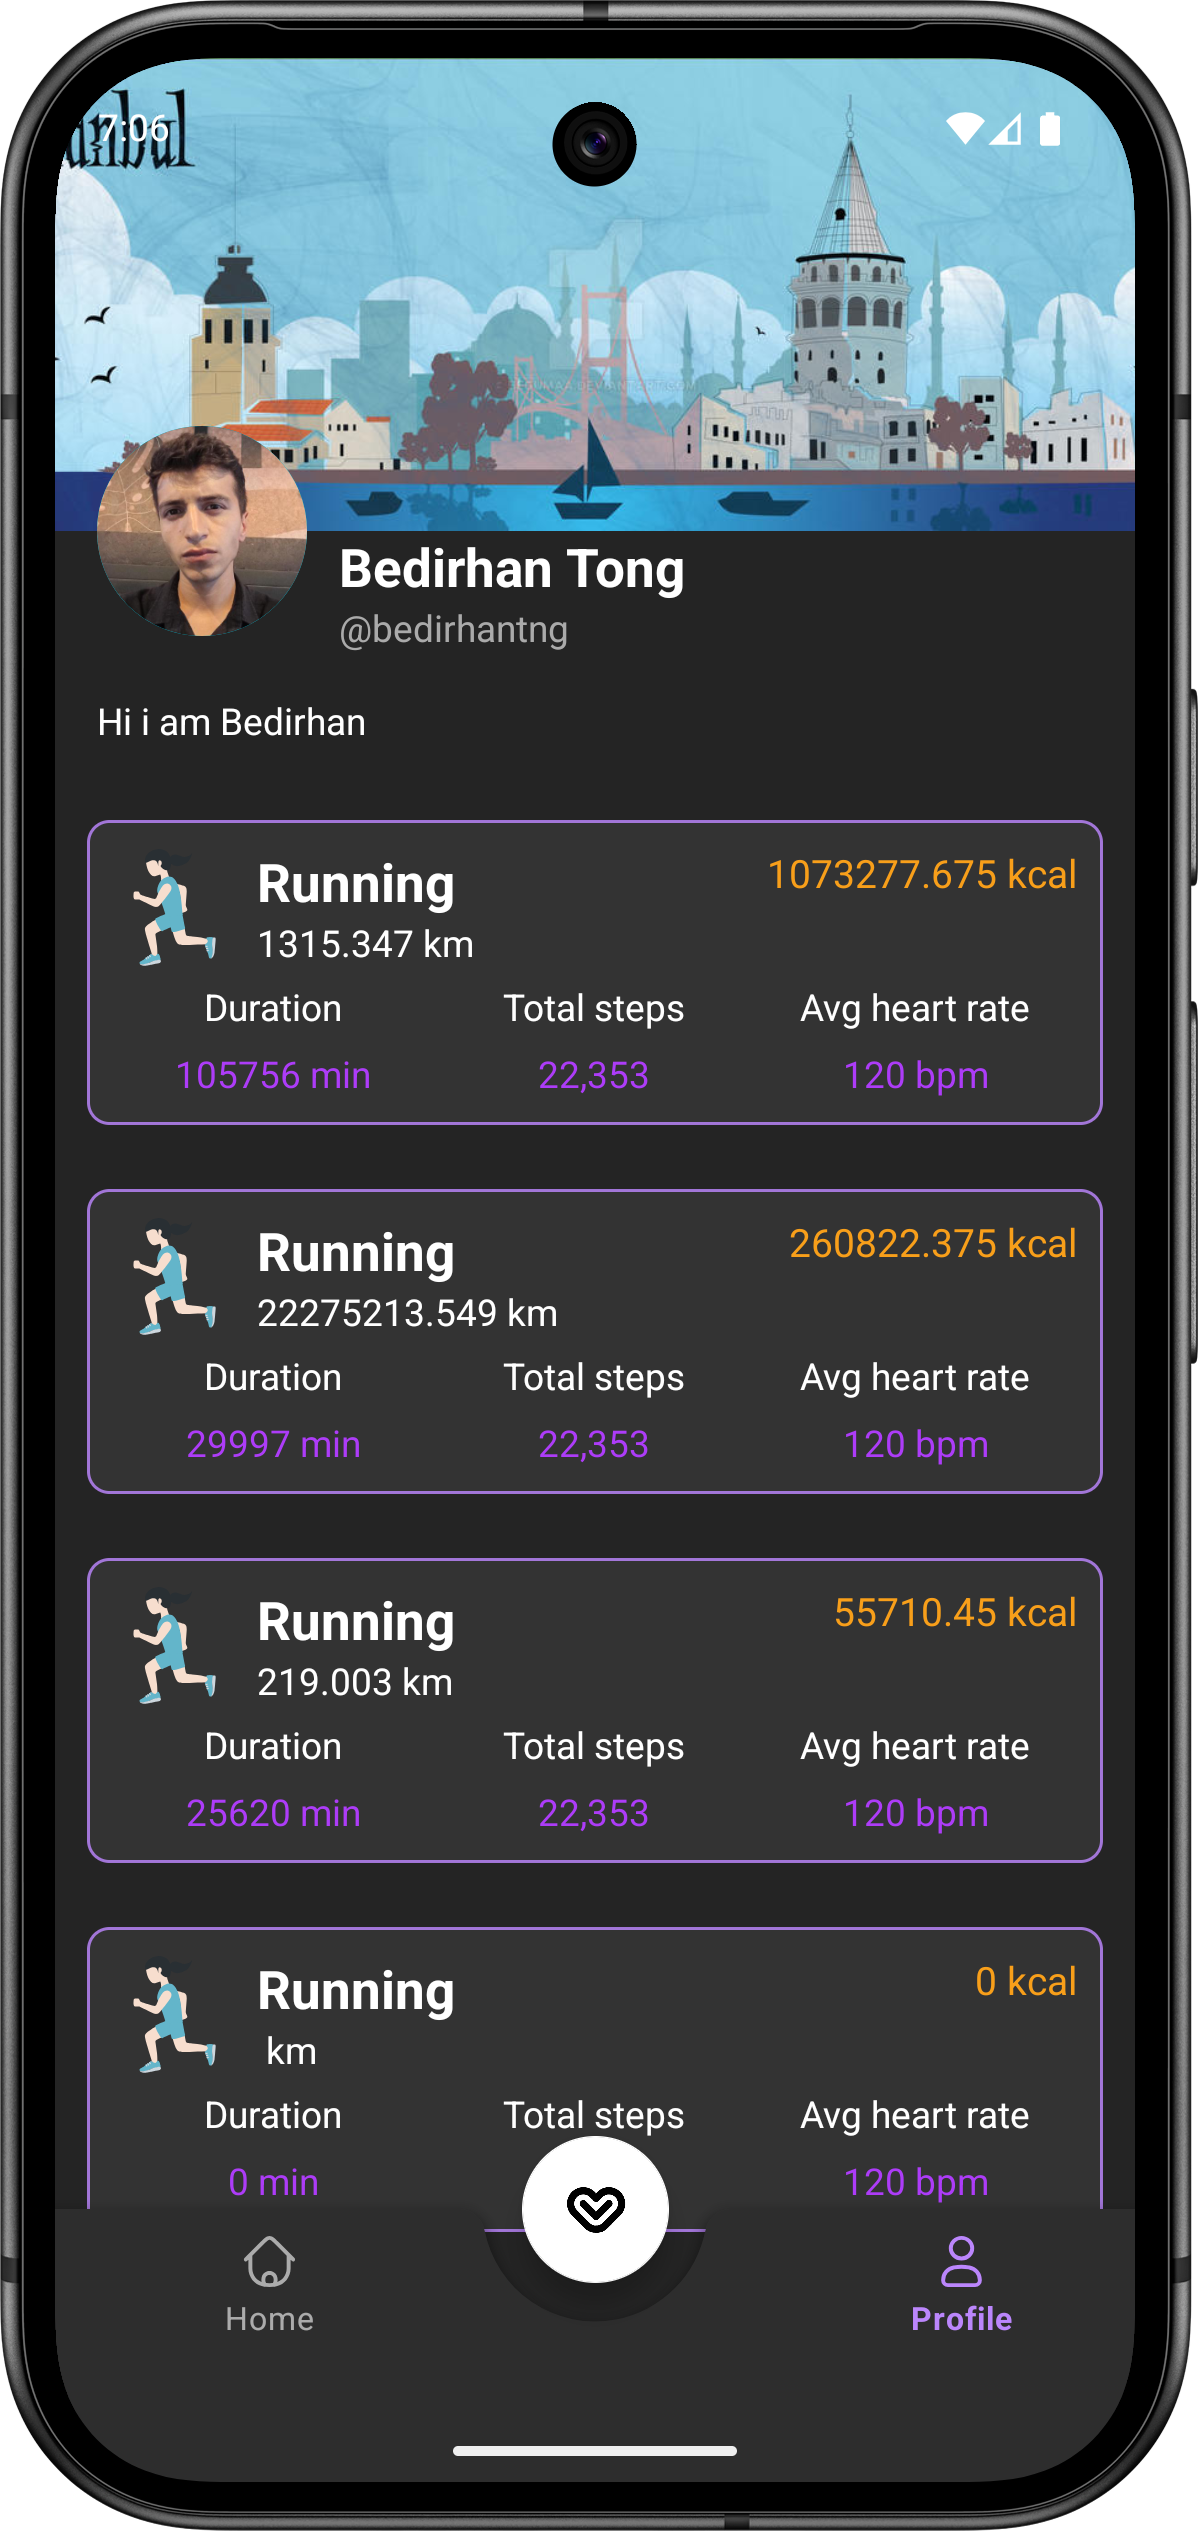 anbul
7:06
© BEGUMAA.DEVIANTART.COM
Bedirhan Tong
@bedirhantng
Hi i am Bedirhan
Running
1073277.675 kcal
1315.347 km
Duration Total steps Avg heart rate
105756 min 22,353 120 bpm
Running
260822.375 kcal
22275213.549 km
Duration Total steps Avg heart rate
29997 min 22,353 120 bpm
Running
55710.45 kcal
219.003 km
Duration Total steps Avg heart rate
25620 min 22,353 120 bpm
Running
0 kcal
km
Duration Total steps Avg heart rate
0 min 120 bpm
Home Profile